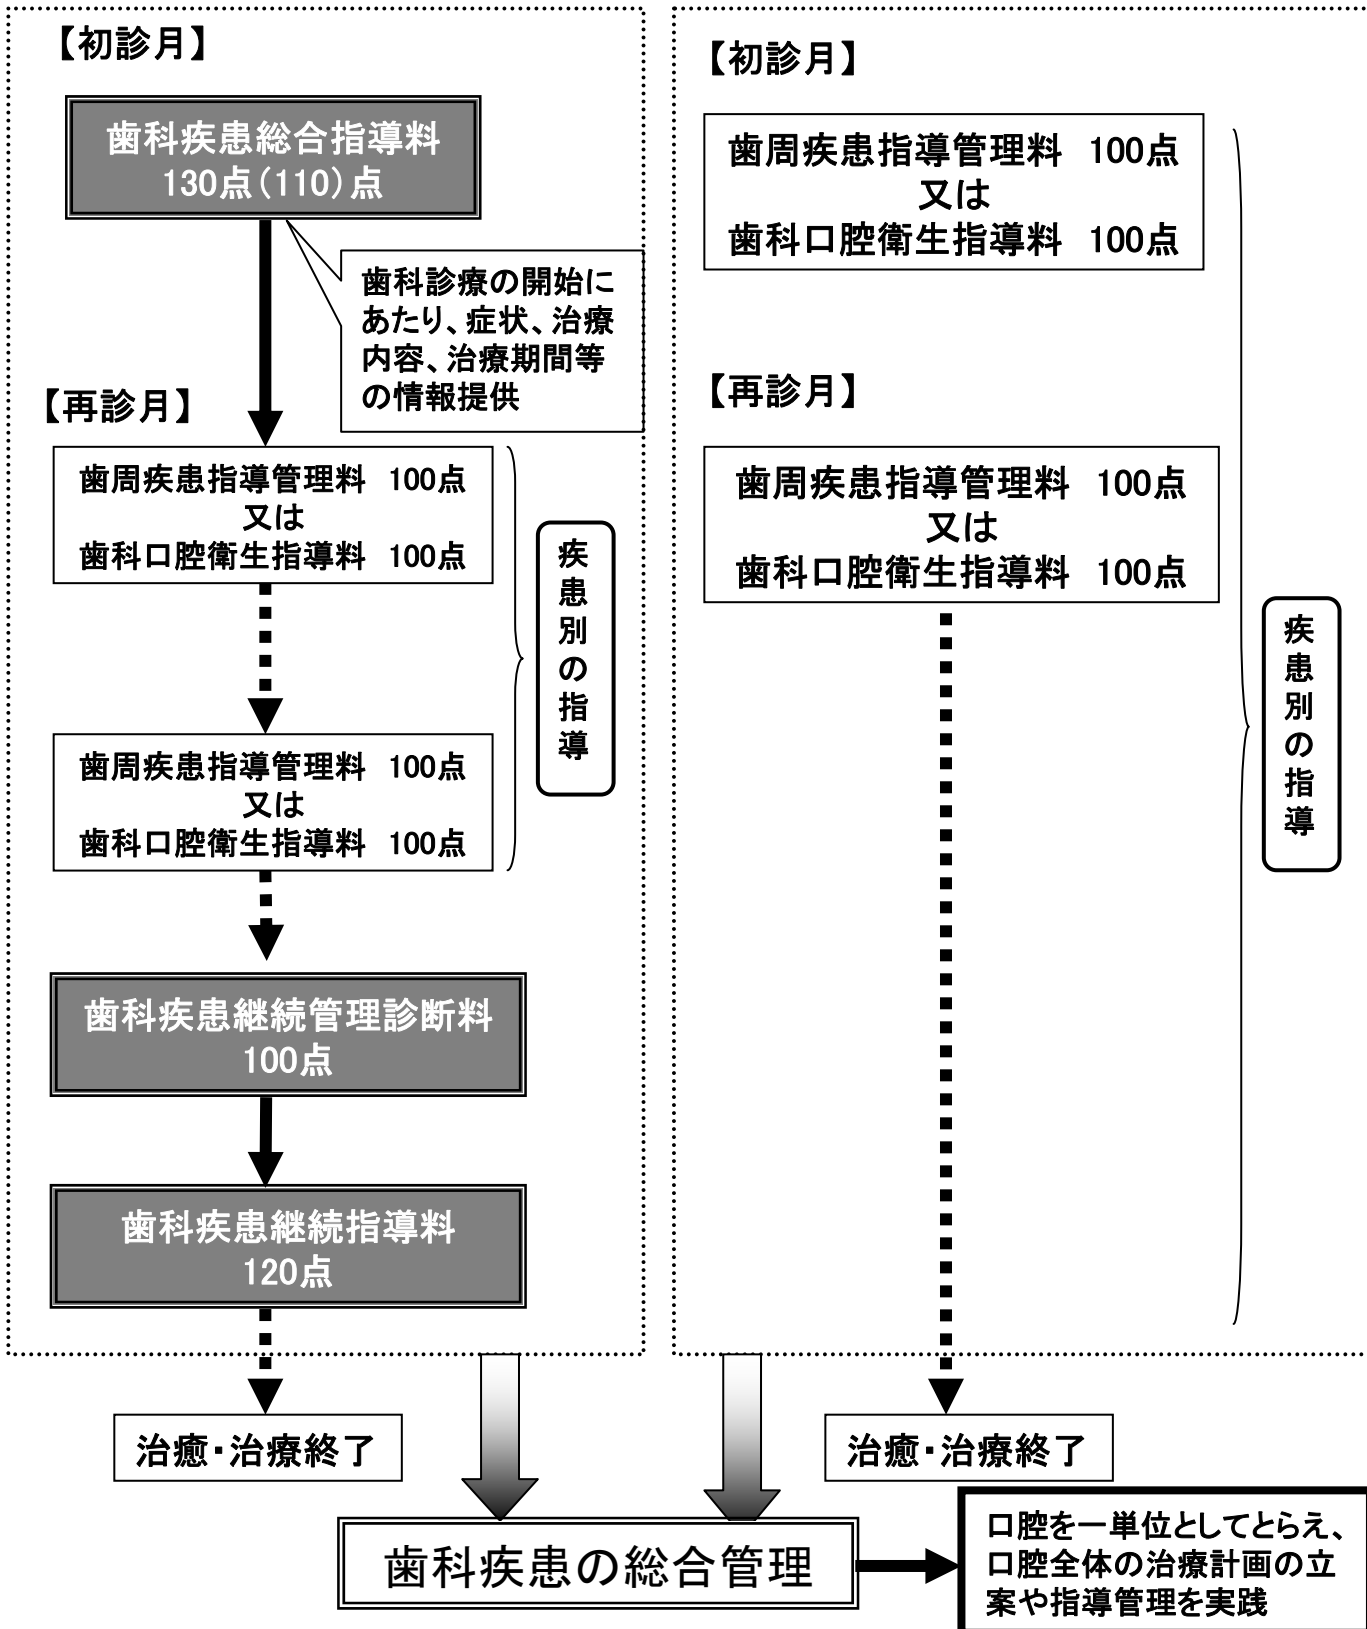 【初診月】
歯科疾患総合指導料
130点(110)点
歯科診療の開始に
あたり、症状、治療
内容、治療期間等
の情報提供
【再診月】
歯周疾患指導管理料　100点
又は
歯科口腔衛生指導料　100点
疾患別の指導
歯周疾患指導管理料　100点
又は
歯科口腔衛生指導料　100点
歯科疾患継続管理診断料
100点
歯科疾患継続指導料
120点
治癒・治療終了
【初診月】
歯周疾患指導管理料　100点
又は
歯科口腔衛生指導料　100点
【再診月】
歯周疾患指導管理料　100点
又は
歯科口腔衛生指導料　100点
疾患別の指導
治癒・治療終了
歯科疾患の総合管理
口腔を一単位としてとらえ、
口腔全体の治療計画の立
案や指導管理を実践